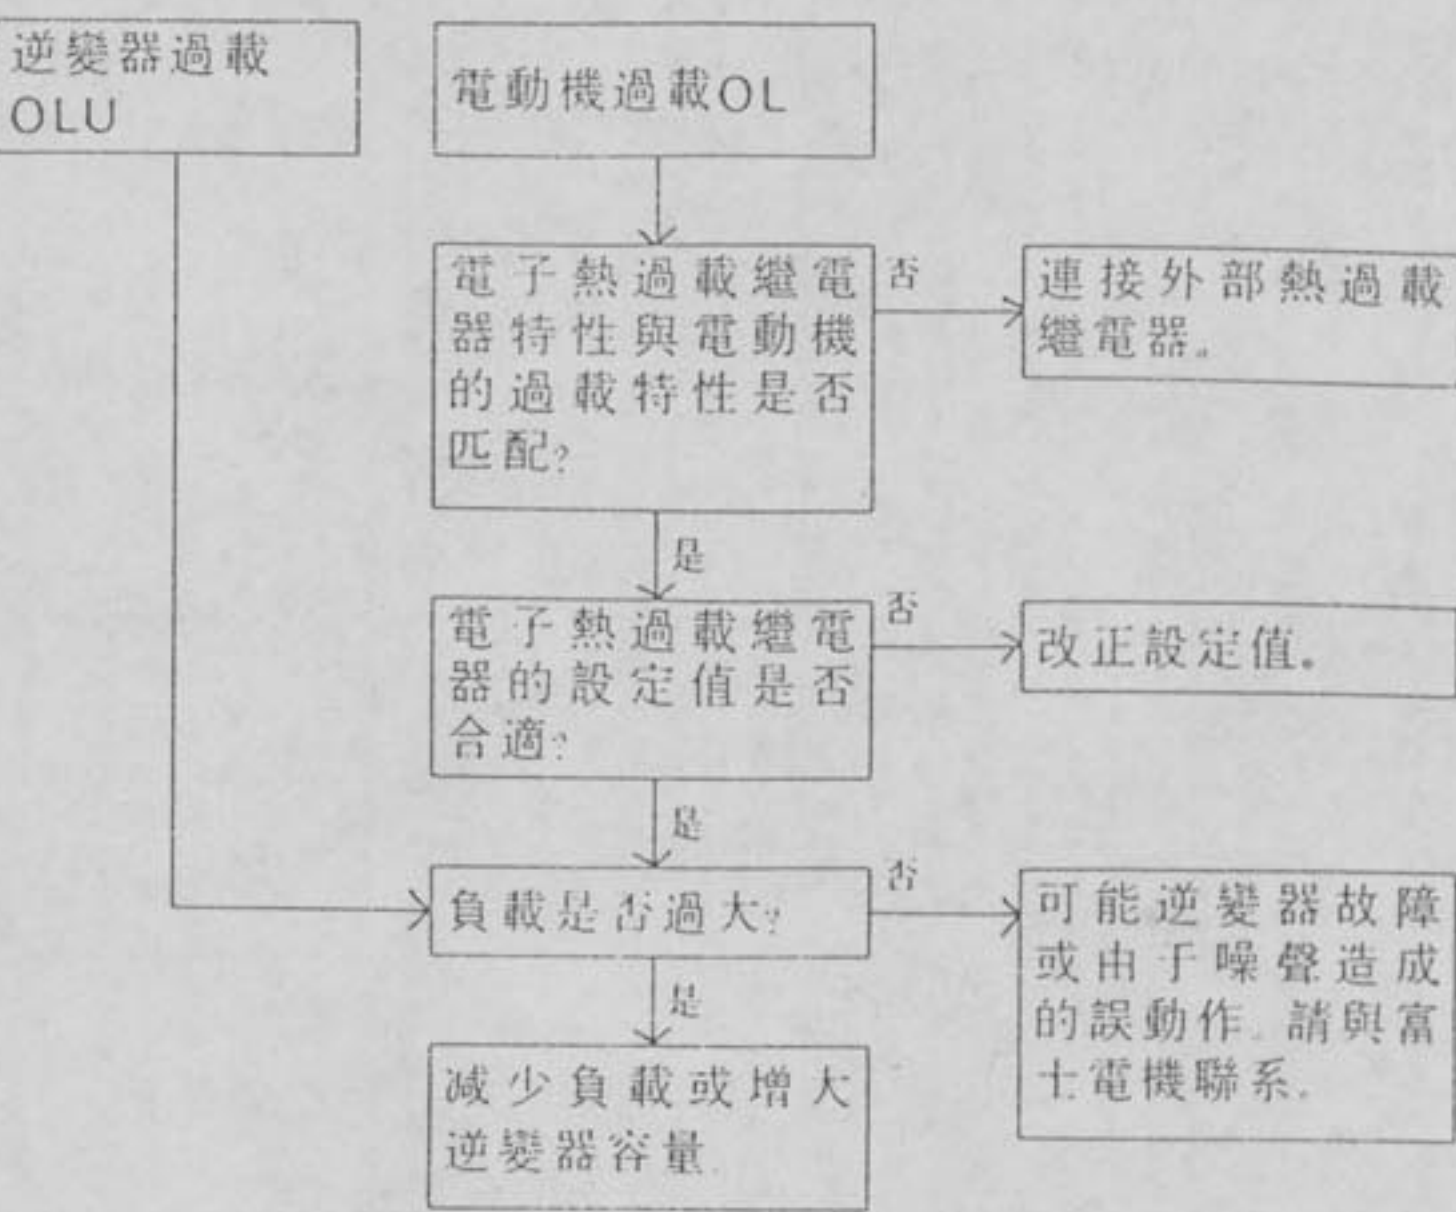 逆變器過載
OLU
電動機過載OL
電子熱過載繼電
器特性與電動機
的過載特性是否
匹配?
否
連接外部熱過載
繼電器。
是
電子熱過載繼電
器的設定值是否
合適?
否
改正設定值。
是
負載是否過大?
否
可能逆變器故障
或由于噪聲造成
的誤動作.請與富
士電機聯系.
是
减少負載或增大
逆變器容量.